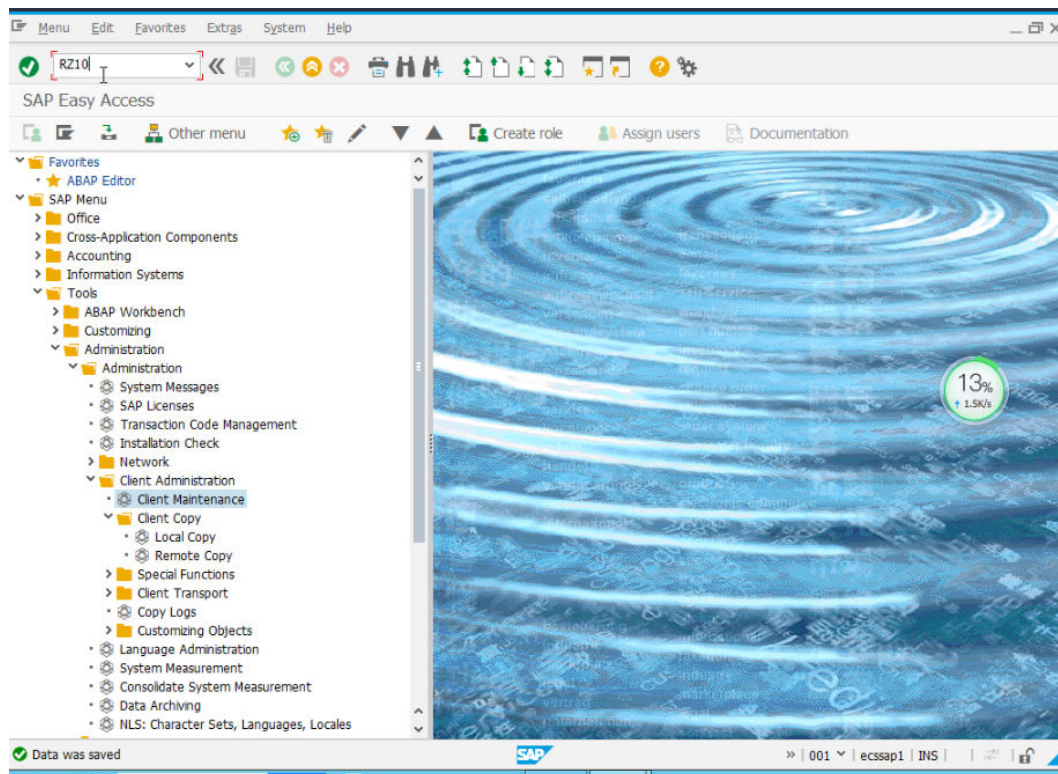 Menu Edit Favorites Extras System Help
RZ10
SAP Easy Access
Other menu Create role Assign users Documentation
Favorites
ABAP Editor
SAP Menu
Office
Cross-Application Components
Accounting
Information Systems
Tools
ABAP Workbench
Customizing
Administration
Administration
System Messages
SAP Licenses
Transaction Code Management
Installation Check
Network
Client Administration
Client Maintenance
Client Copy
Local Copy
Remote Copy
Special Functions
Client Transport
Copy Logs
Customizing Objects
Language Administration
System Measurement
Consolidate System Measurement
Data Archiving
NLS: Character Sets, Languages, Locales
13%
↑ 1.5K/s
marketplace
Data was saved SAP » | 001 | ecssap1 | INS |